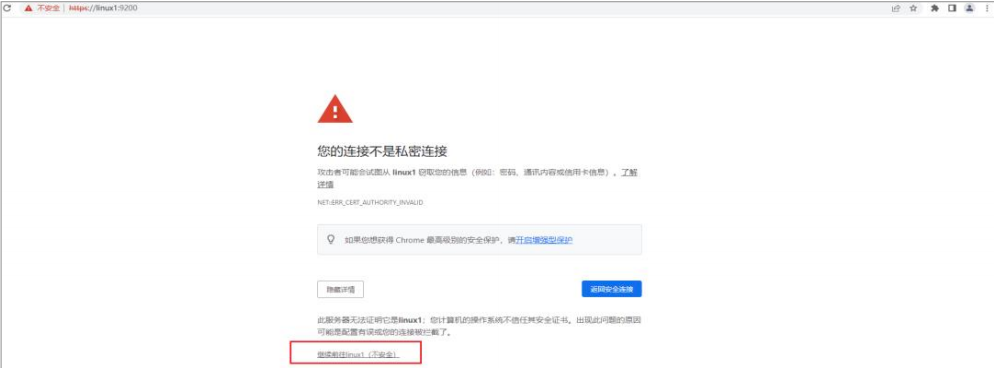 不安全 | https://linux1:9200
您的连接不是私密连接
攻击者可能会试图从 linux1 窃取您的信息（例如：密码、通讯内容或信用卡信息）。了解
详情
NET::ERR_CERT_AUTHORITY_INVALID
如果您想获得 Chrome 最高级别的安全保护，请开启增强型保护
隐藏详情
返回安全连接
此服务器无法证明它是linux1；您计算机的操作系统不信任其安全证书。出现此问题的原因
可能是配置有误或您的连接被拦截了。
继续前往linux1（不安全）